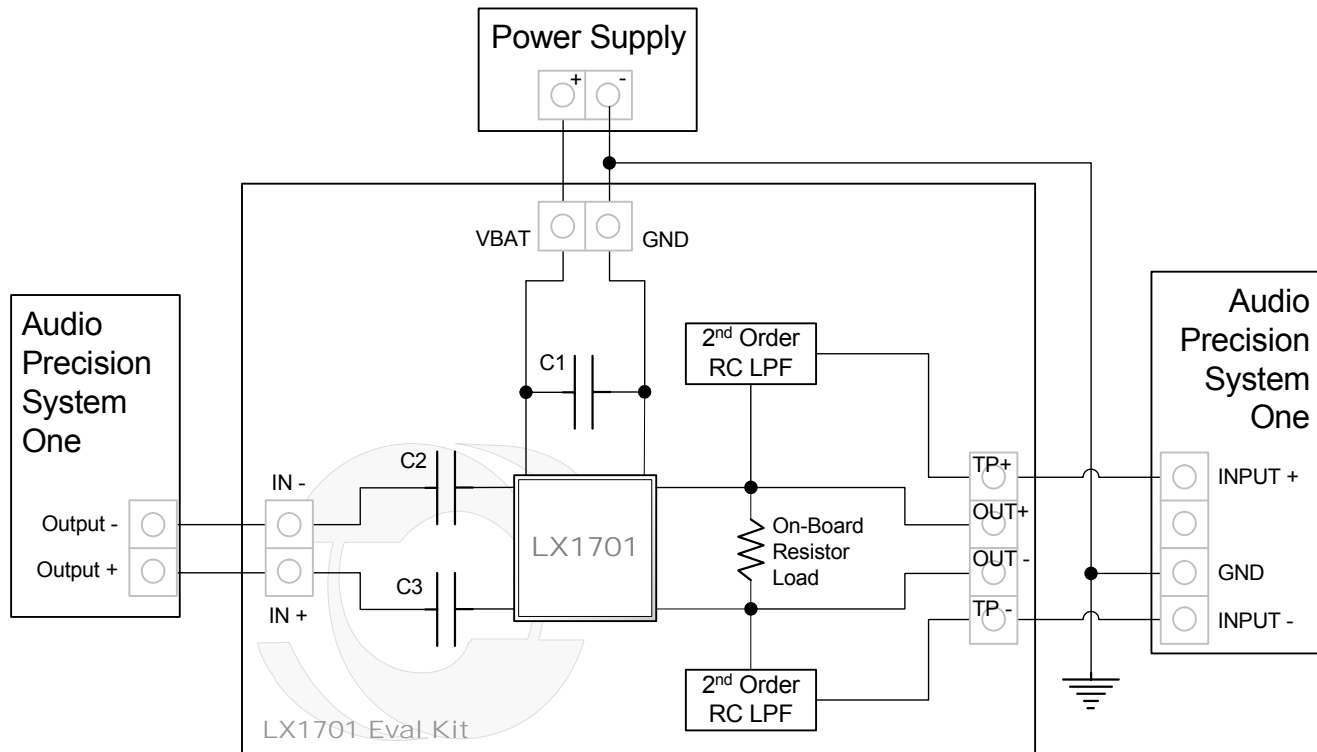 Power Supply
+ -
VBAT
GND
Audio
Precision
System
One
Output -
Output +
IN -
IN +
C1
C2
C3
LX1701
2nd Order
RC LPF
On-Board
Resistor
Load
2nd Order
RC LPF
TP+
OUT+
OUT -
TP -
Audio
Precision
System
One
INPUT +
GND
INPUT -
LX1701 Eval Kit